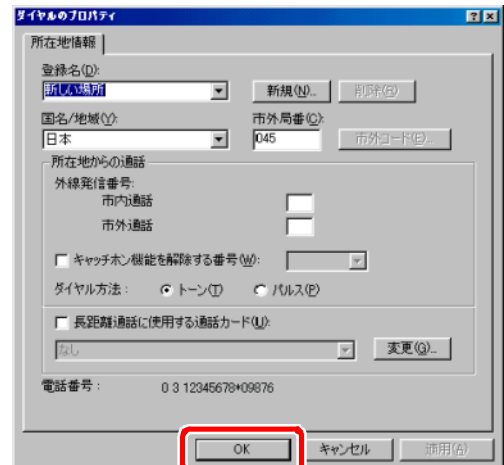 ダイヤルのプロパティ
所在地情報
登録名(D):
新しい場所
新規(N)...
削除(R)
国名/地域(Y):
市外局番(C):
日本
045
市外コード(E)...
所在地からの通話
外線発信番号:
市内通話
市外通話
キャッチホン機能を解除する番号(W):
ダイヤル方法:
トーン(T)
パルス(P)
長距離通話に使用する通話カード(U):
なし
変更(G)...
電話番号:
0 3 12345678*09876
OK
キャンセル
適用(A)